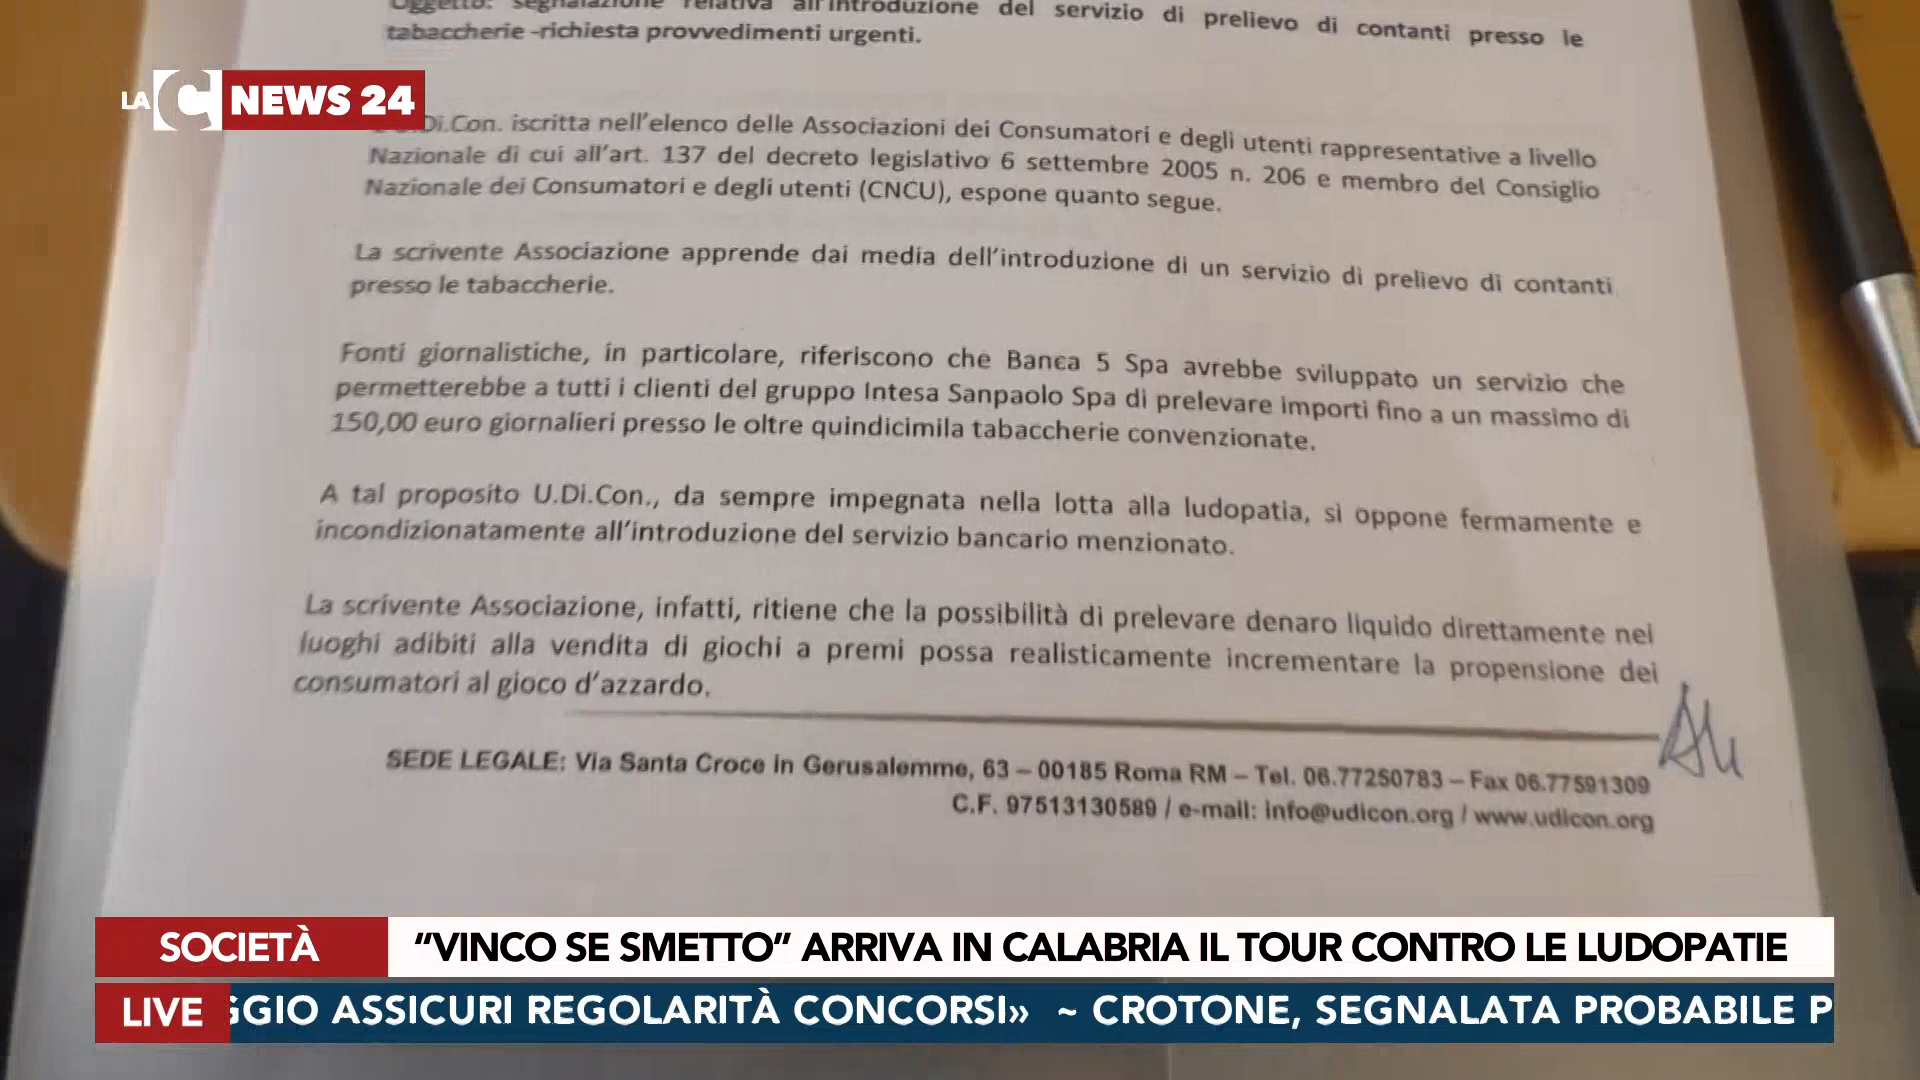 Oggetto: segnalazione relativa all'introduzione del servizio di prelievo di contanti presso le
tabaccherie -richiesta provvedimenti urgenti.
LA C NEWS 24
U.Di.Con. iscritta nell'elenco delle Associazioni dei Consumatori e degli utenti rappresentative a livello
Nazionale di cui all'art. 137 del decreto legislativo 6 settembre 2005 n. 206 e membro del Consiglio
Nazionale dei Consumatori e degli utenti (CNCU), espone quanto segue.
La scrivente Associazione apprende dai media dell'introduzione di un servizio di prelievo di contanti
presso le tabaccherie.
Fonti giornalistiche, in particolare, riferiscono che Banca 5 Spa avrebbe sviluppato un servizio che
permetterebbe a tutti i clienti del gruppo Intesa Sanpaolo Spa di prelevare importi fino a un massimo di
150,00 euro giornalieri presso le oltre quindicimila tabaccherie convenzionate.
A tal proposito U.Di.Con., da sempre impegnata nella lotta alla ludopatia, si oppone fermamente e
incondizionatamente all'introduzione del servizio bancario menzionato.
La scrivente Associazione, infatti, ritiene che la possibilità di prelevare denaro liquido direttamente nei
luoghi adibiti alla vendita di giochi a premi possa realisticamente incrementare la propensione dei
consumatori al gioco d'azzardo.
SEDE LEGALE: Via Santa Croce in Gerusalemme, 63 – 00185 Roma RM – Tel. 06.77250783 – Fax 06.77591309
C.F. 97513130589 / e-mail: info@udicon.org / www.udicon.org
SOCIETÀ "VINCO SE SMETTO" ARRIVA IN CALABRIA IL TOUR CONTRO LE LUDOPATIE
LIVE GGIO ASSICURI REGOLARITÀ CONCORSI» ~ CROTONE, SEGNALATA PROBABILE P